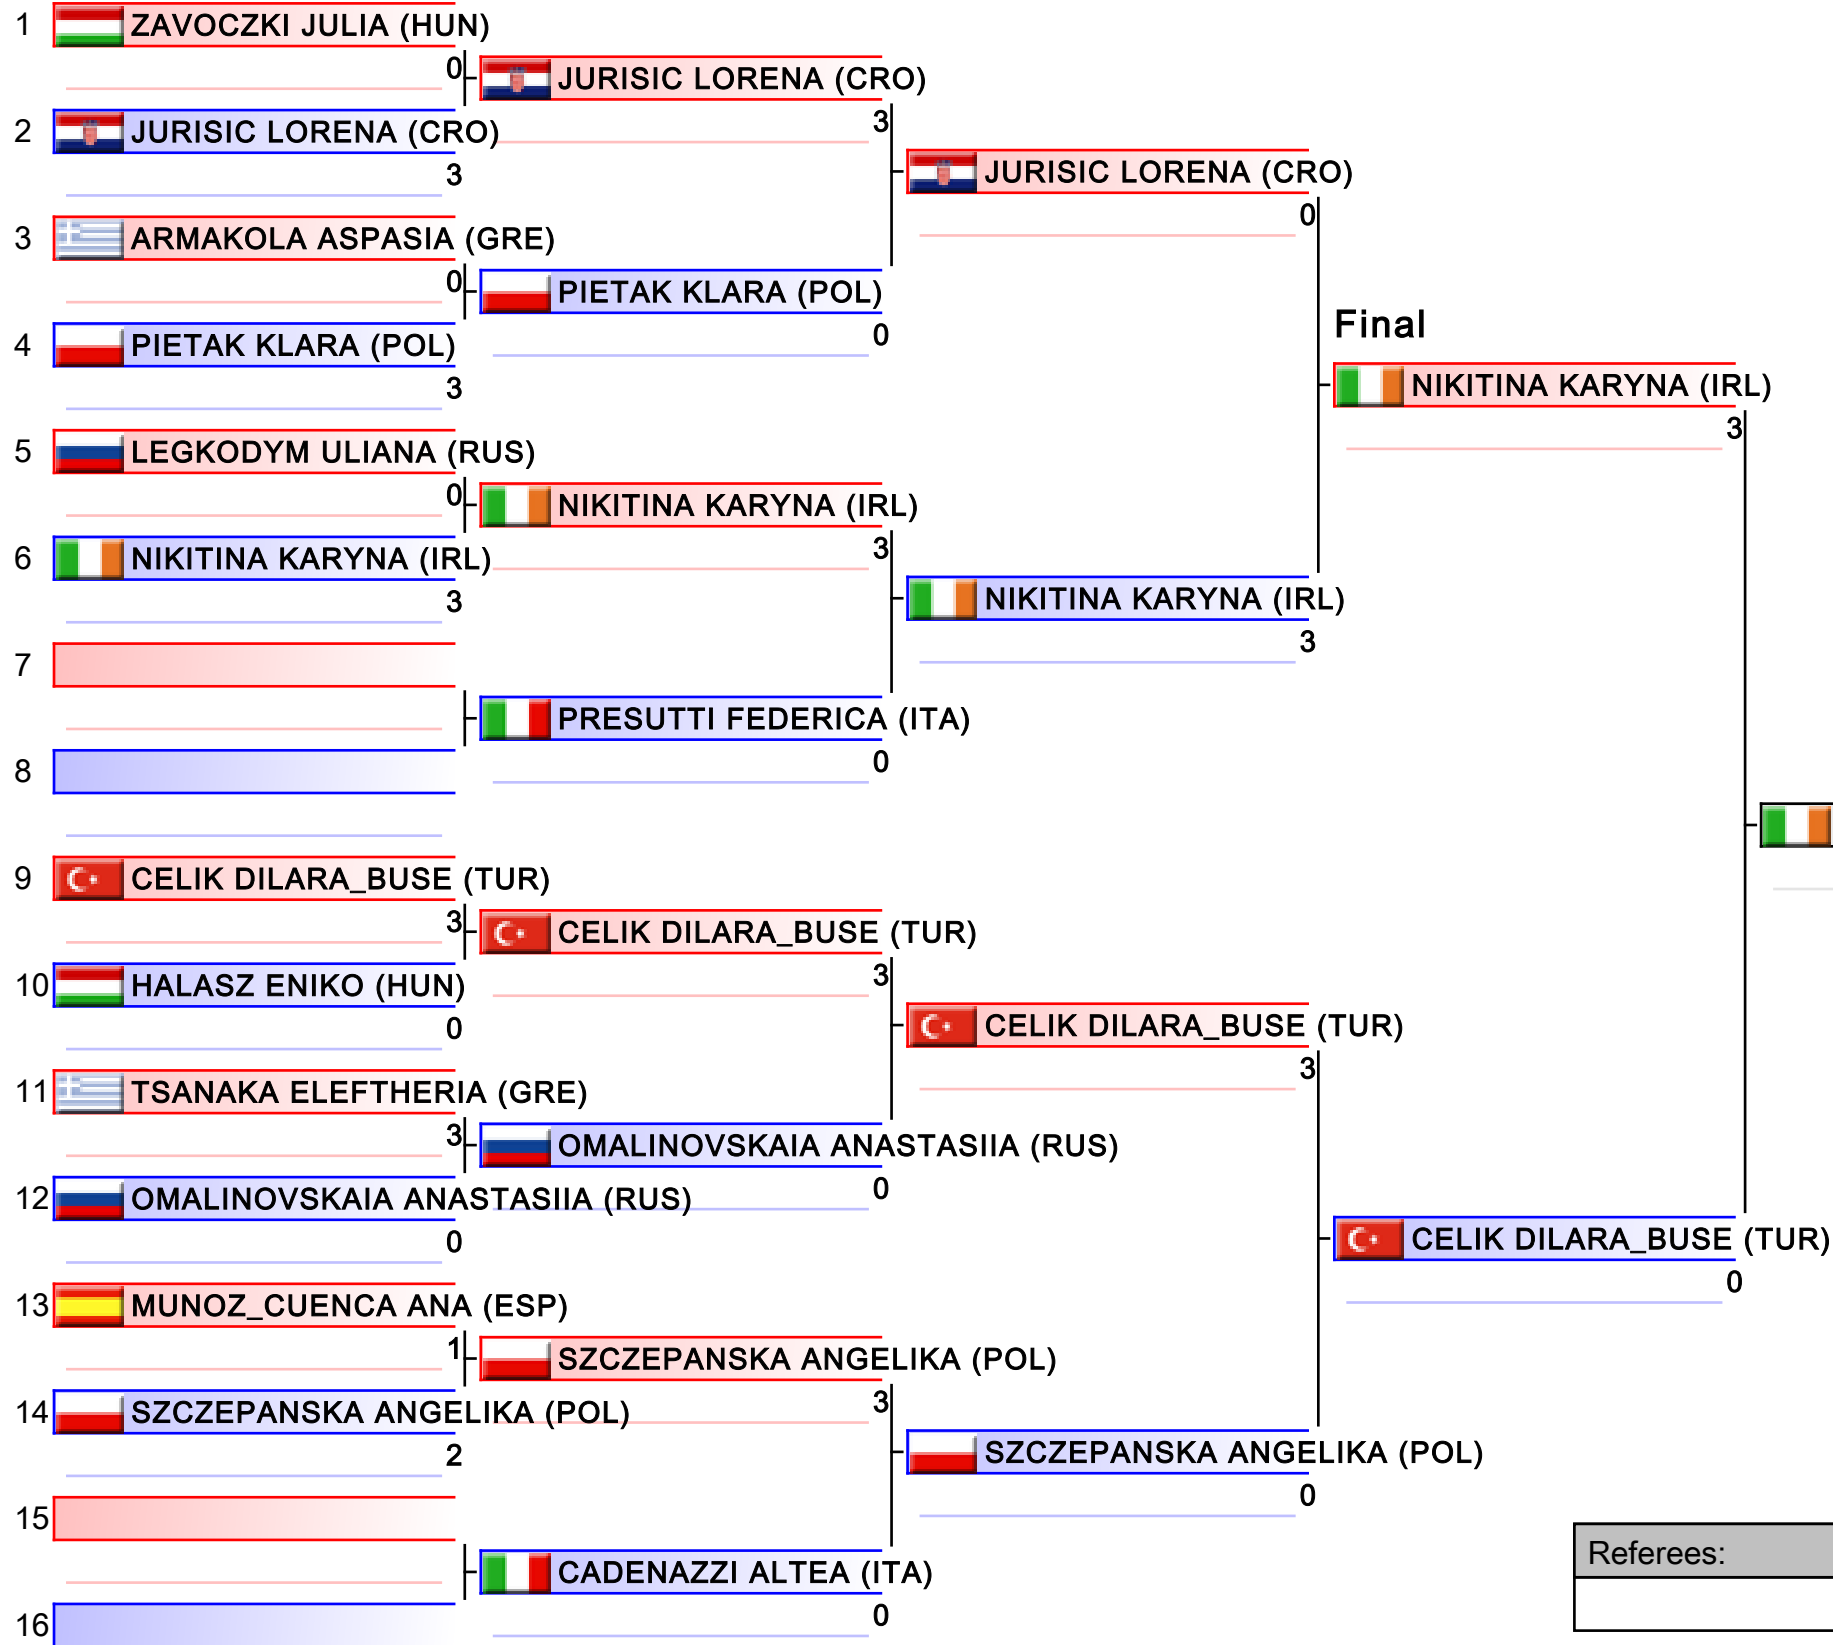 1 ZAVOCZKI JULIA (HUN)
0
JURISIC LORENA (CRO)
3
2 JURISIC LORENA (CRO)
3
JURISIC LORENA (CRO)
0
3 ARMAKOLA ASPASIA (GRE)
0
PIETAK KLARA (POL)
0
4 PIETAK KLARA (POL)
3
Final
NIKITINA KARYNA (IRL)
3
5 LEGKODYM ULIANA (RUS)
0
NIKITINA KARYNA (IRL)
3
6 NIKITINA KARYNA (IRL)
3
NIKITINA KARYNA (IRL)
3
7
PRESUTTI FEDERICA (ITA)
0
8
9 CELIK DILARA_BUSE (TUR)
3
CELIK DILARA_BUSE (TUR)
3
10 HALASZ ENIKO (HUN)
0
CELIK DILARA_BUSE (TUR)
3
11 TSANAKA ELEFTHERIA (GRE)
3
OMALINOVSKAIA ANASTASIIA (RUS)
0
12 OMALINOVSKAIA ANASTASIIA (RUS)
0
CELIK DILARA_BUSE (TUR)
0
13 MUNOZ_CUENCA ANA (ESP)
1
SZCZEPANSKA ANGELIKA (POL)
3
14 SZCZEPANSKA ANGELIKA (POL)
2
SZCZEPANSKA ANGELIKA (POL)
0
15
CADENAZZI ALTEA (ITA)
0
16
Referees: